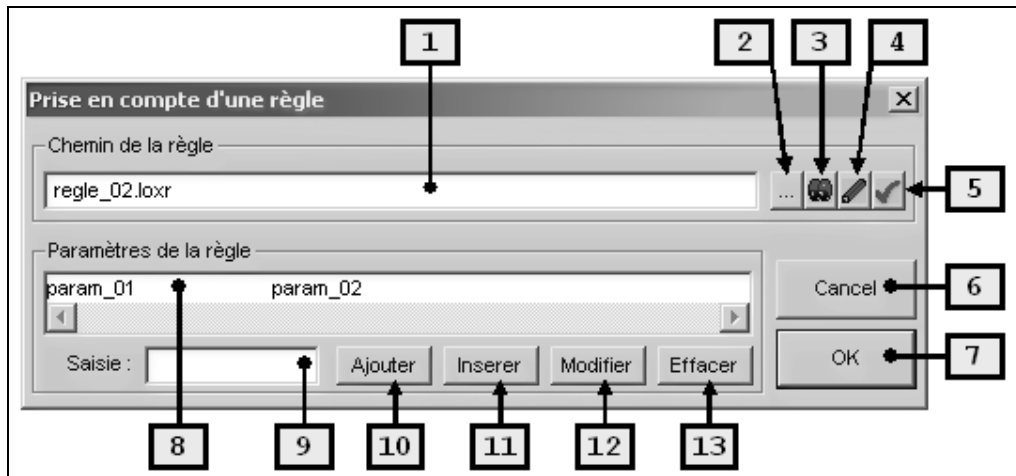 1 2 3 4
Prise en compte d'une règle
Chemin de la règle
regle_02.loxr ... 5
Paramètres de la règle
param_01 param_02
Cancel 6
Saisie : Ajouter Inserer Modifier Effacer
OK 7
8 9 10 11 12 13